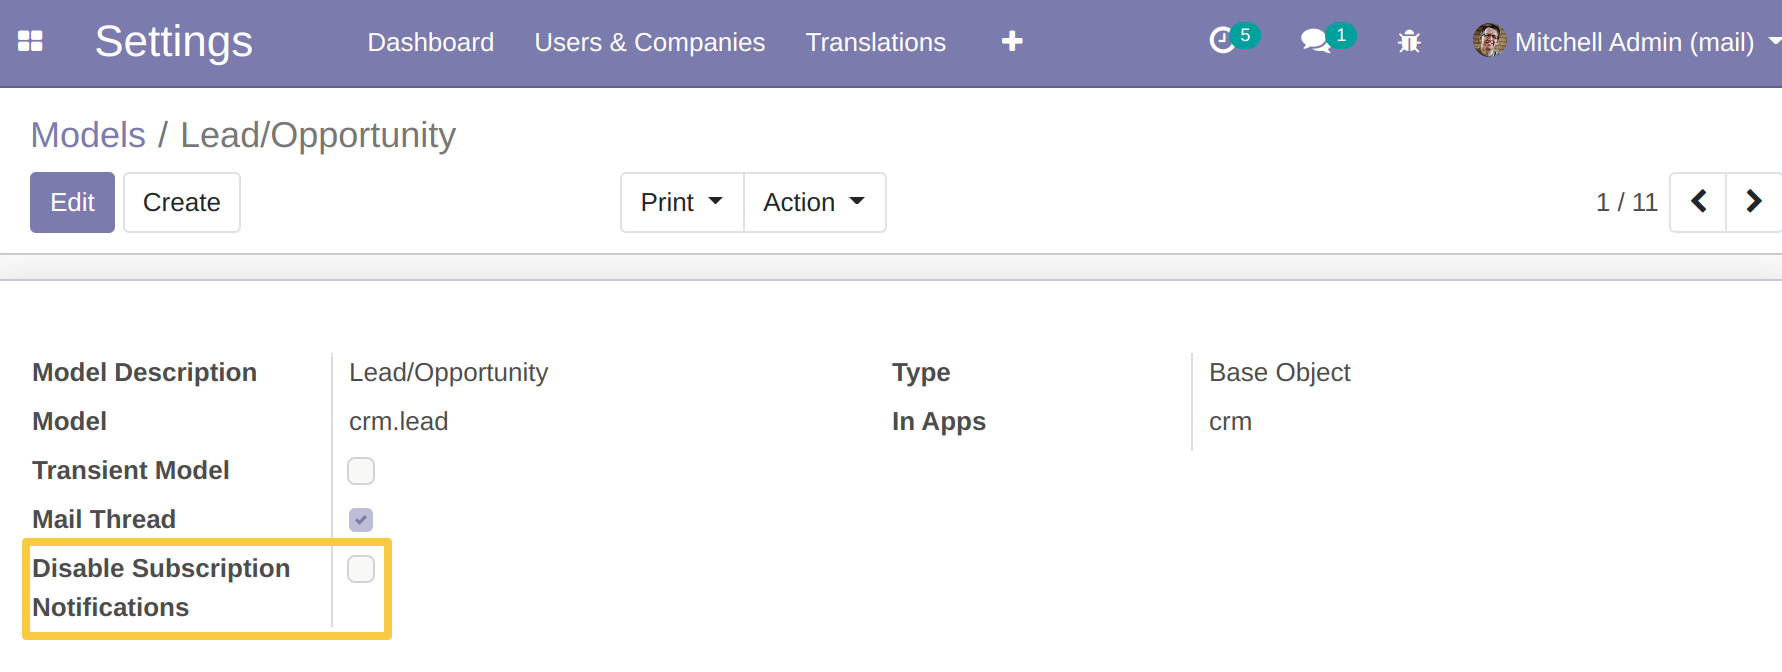 Settings Dashboard Users & Companies Translations 5 1 Mitchell Admin (mail)
Models / Lead/Opportunity
Edit Create Print Action 1 / 11
Model Description Lead/Opportunity Type Base Object
Model crm.lead In Apps crm
Transient Model
Mail Thread
Disable Subscription
Notifications